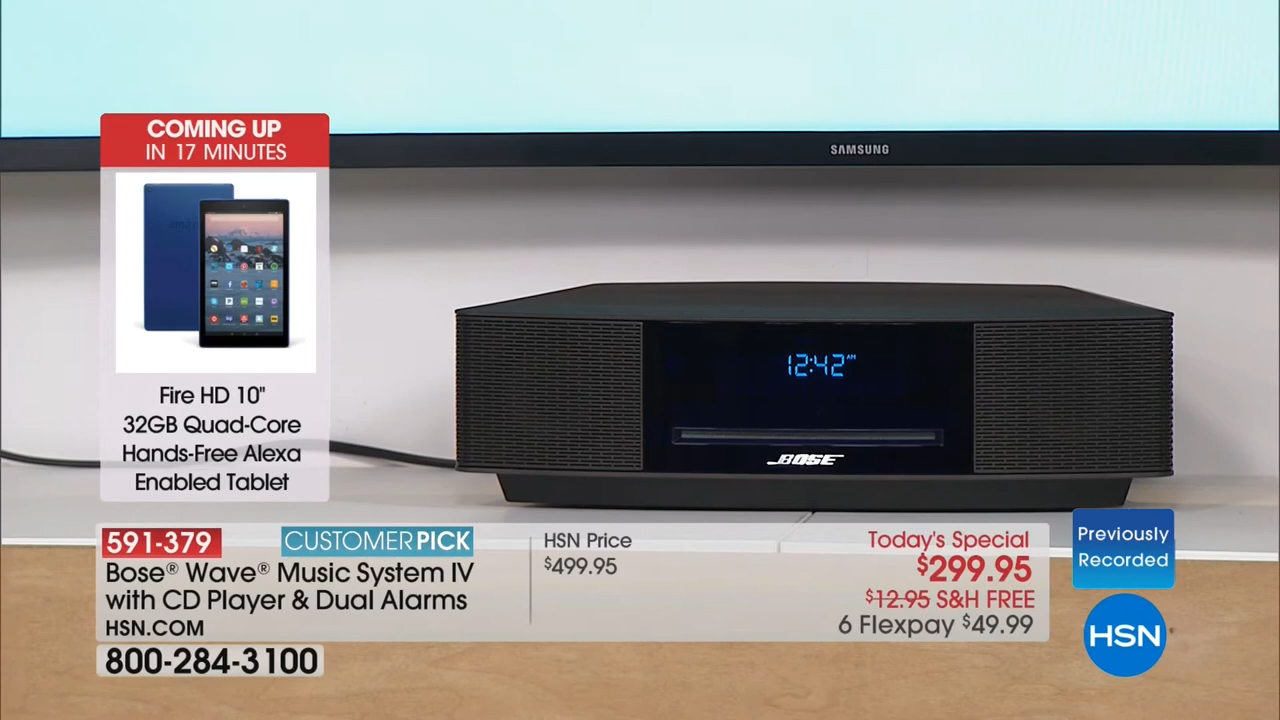 SAMSUNG
COMING UP
IN 17 MINUTES
Fire HD 10"
32GB Quad-Core
Hands-Free Alexa
Enabled Tablet
12:42 AM
BOSE
591-379
CUSTOMERPICK
Bose® Wave® Music System IV
with CD Player & Dual Alarms
HSN.COM
800-284-3100
HSN Price
$499.95
Today's Special
$299.95
$12.95 S&H FREE
6 Flexpay $49.99
Previously
Recorded
HSN